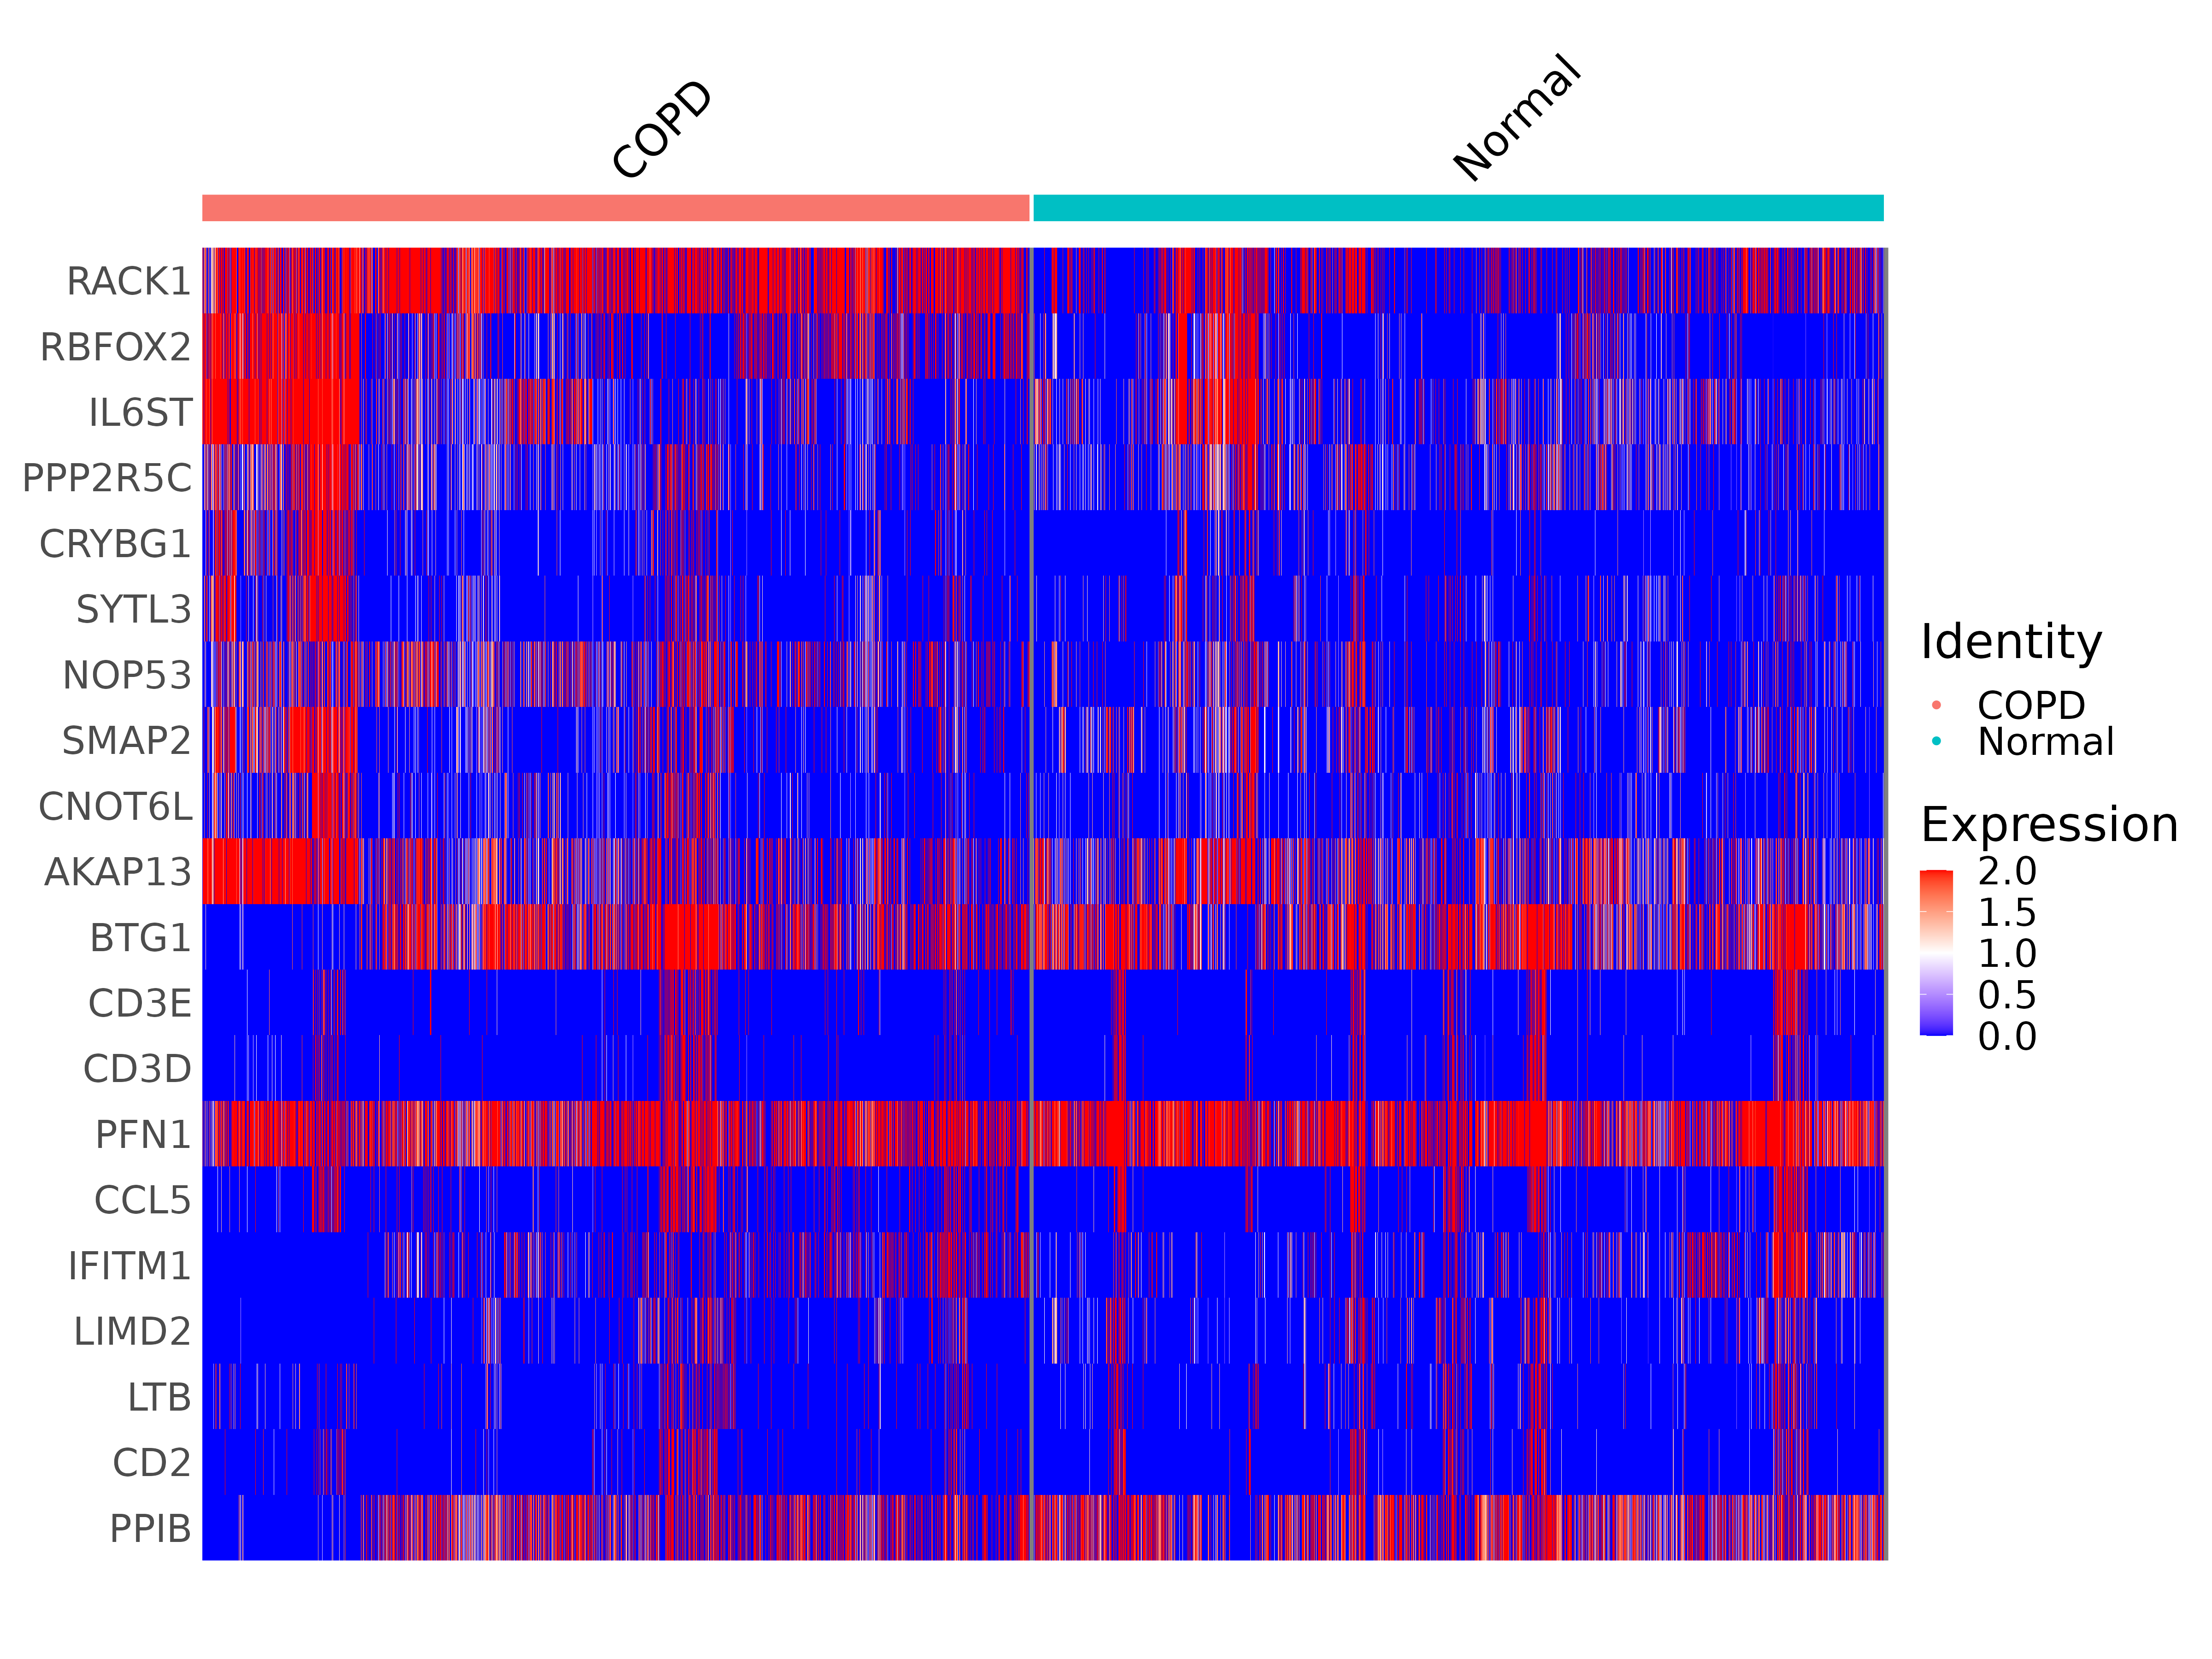 COPD
Normal
RACK1
RBFOX2
IL6ST
PPP2R5C
CRYBG1
SYTL3
NOP53
SMAP2
CNOT6L
AKAP13
BTG1
CD3E
CD3D
PFN1
CCL5
IFITM1
LIMD2
LTB
CD2
PPIB
Identity
COPD
Normal
Expression
2.0
1.5
1.0
0.5
0.0